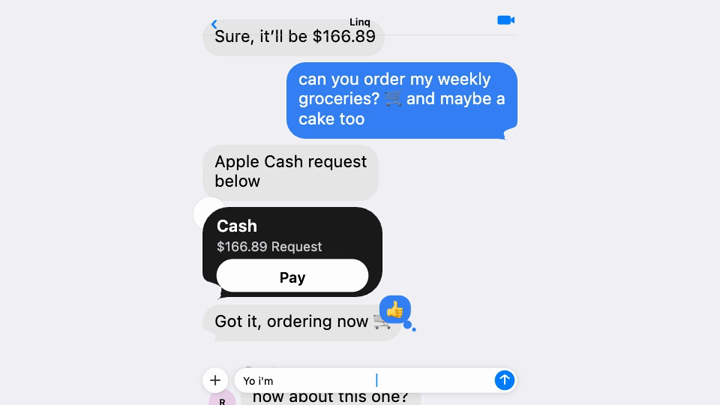 Linq
Sure, it’ll be $166.89
can you order my weekly
groceries? 🛒 and maybe a
cake too
Apple Cash request
below
Cash
$166.89 Request
Pay
Got it, ordering now 🛒
Yo i'm
R
how about this one?